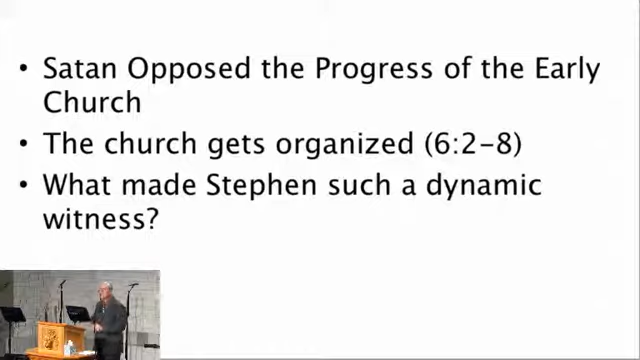 • Satan Opposed the Progress of the Early
Church
• The church gets organized (6:2-8)
• What made Stephen such a dynamic
witness?